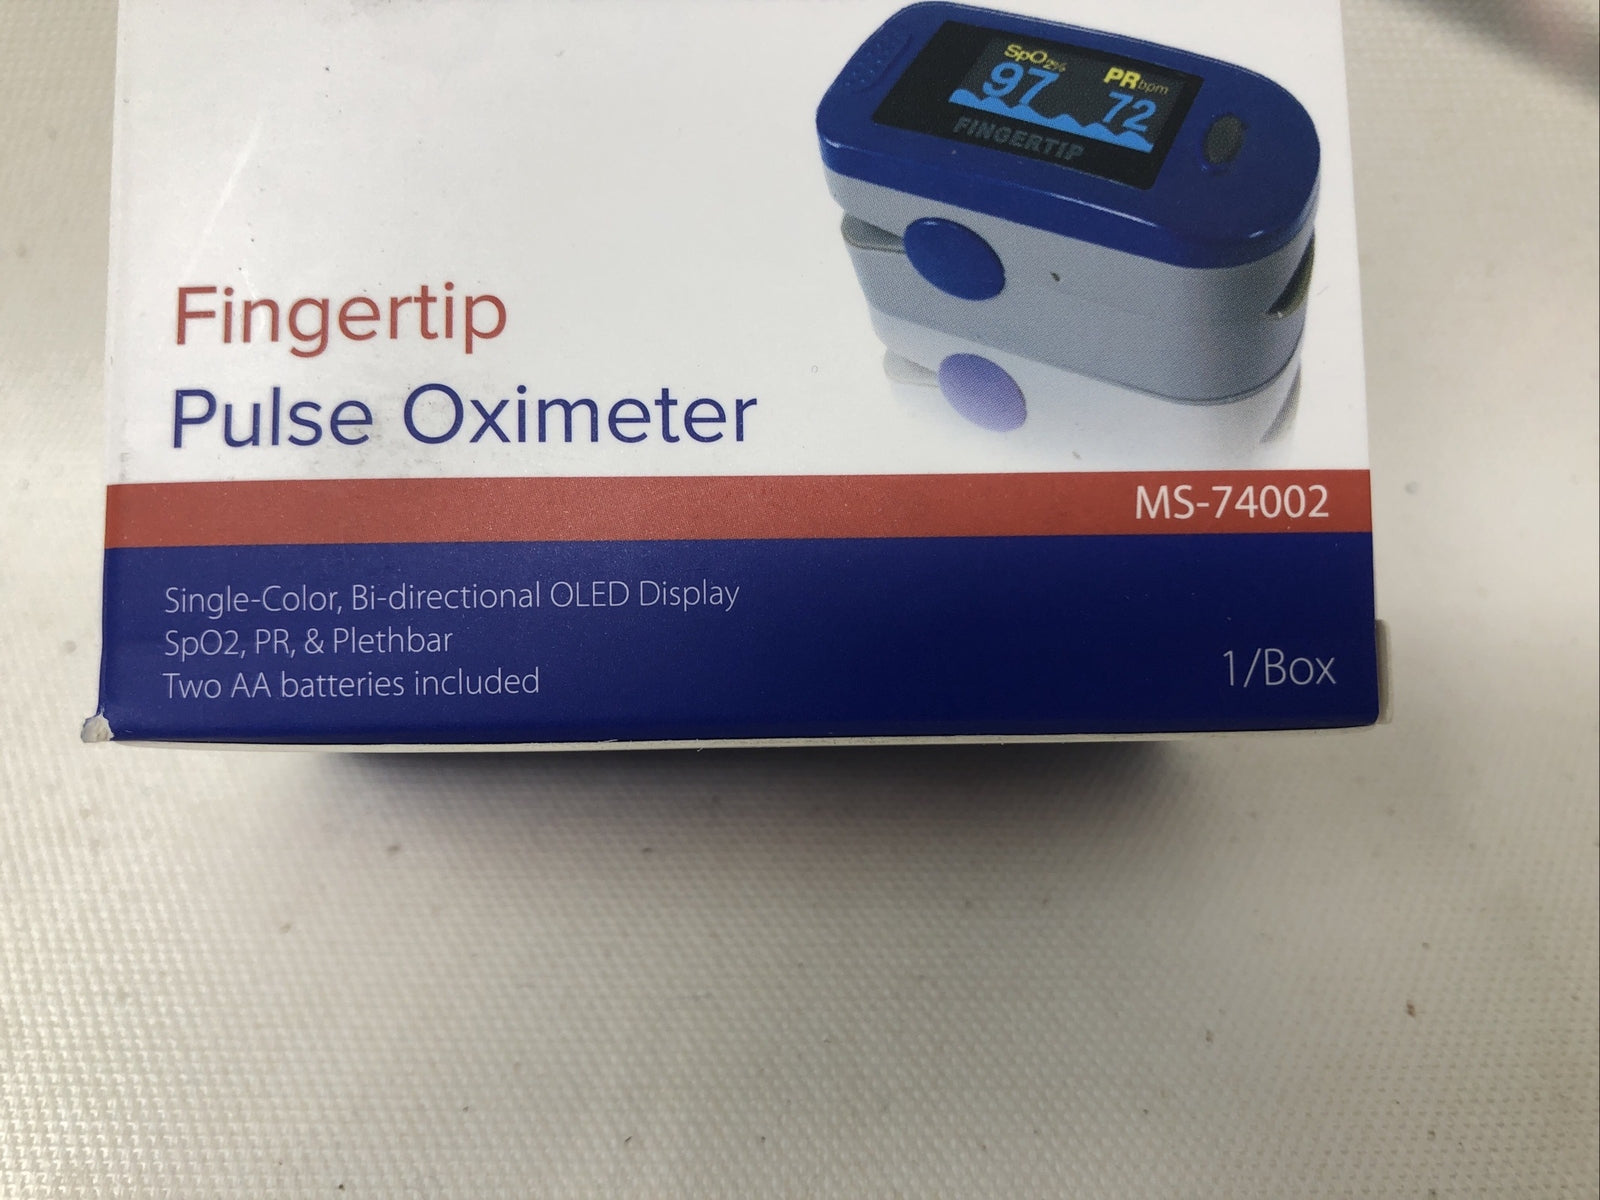 SpO2%
PRbpm
97
72
FINGERTIP
Fingertip
Pulse Oximeter
MS-74002
Single-Color, Bi-directional OLED Display
SpO2, PR, & Plethbar
Two AA batteries included
1/Box